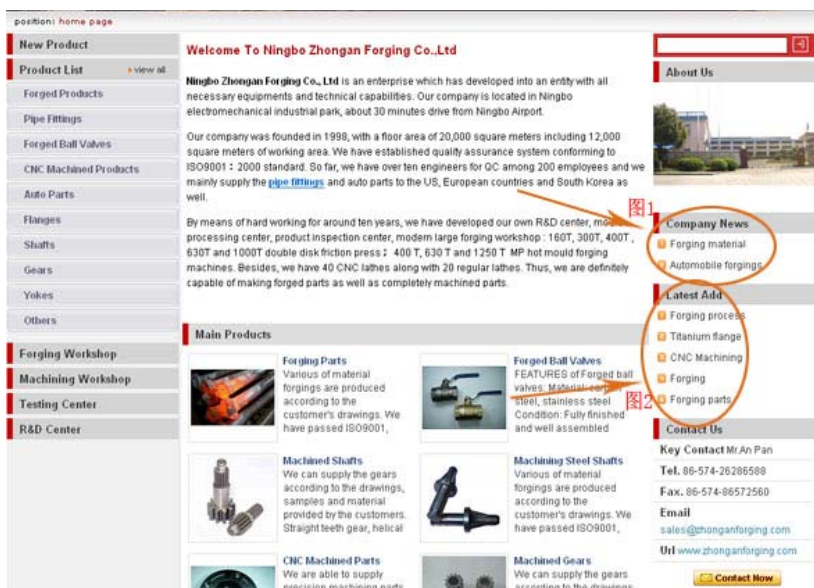 position: home page
New Product
Product List
view all
Forged Products
Pipe Fittings
Forged Ball Valves
CNC Machined Products
Auto Parts
Flanges
Shafts
Gears
Yokes
Others
Forging Workshop
Machining Workshop
Testing Center
R&D Center
Welcome To Ningbo Zhongan Forging Co.,Ltd
Ningbo Zhongan Forging Co., Ltd is an enterprise which has developed into an entity with all
necessary equipments and technical capabilities. Our company is located in Ningbo
electromechanical industrial park, about 30 minutes drive from Ningbo Airport.
Our company was founded in 1998, with a floor area of 20,000 square meters including 12,000
square meters of working area. We have established quality assurance system conforming to
ISO9001：2000 standard. So far, we have over ten engineers for QC among 200 employees and we
mainly supply the pipe fittings and auto parts to the US, European countries and South Korea as
well.
By means of hard working for around ten years, we have developed our own R&D center,
processing center, product inspection center, modern large forging workshop : 160T, 300T, 400T ,
630T and 1000T double disk friction press： 400 T, 630 T and 1250 T MP hot mould forging
machines. Besides, we have 40 CNC lathes along with 20 regular lathes. Thus, we are definitely
capable of making forged parts as well as completely machined parts.
Main Products
Forging Parts
Various of material
forgings are produced
according to the
customer's drawings. We
have passed ISO9001,
Forged Ball Valves
FEATURES of Forged ball
valves: Material: carbon
steel, stainless steel
Condition: Fully finished
and well assembled
Machined Shafts
We can supply the gears
according to the drawings,
samples and material
provided by the customers.
Straight teeth gear, helical
Machining Steel Shafts
Various of material
forgings are produced
according to the
customer's drawings. We
have passed ISO9001,
CNC Machined Parts
We are able to supply
precision machining parts
Machined Gears
We can supply the gears
according to the drawings
About Us
图1
Company News
Forging material
Automobile forgings
Latest Add
Forging process
Titanium flange
CNC Machining
Forging
Forging parts
图2
Contact Us
Key Contact Mr.An Pan
Tel. 86-574-26286588
Fax. 86-574-86572560
Email
sales@zhonganforging.com
Url www.zhonganforging.com
Contact Now